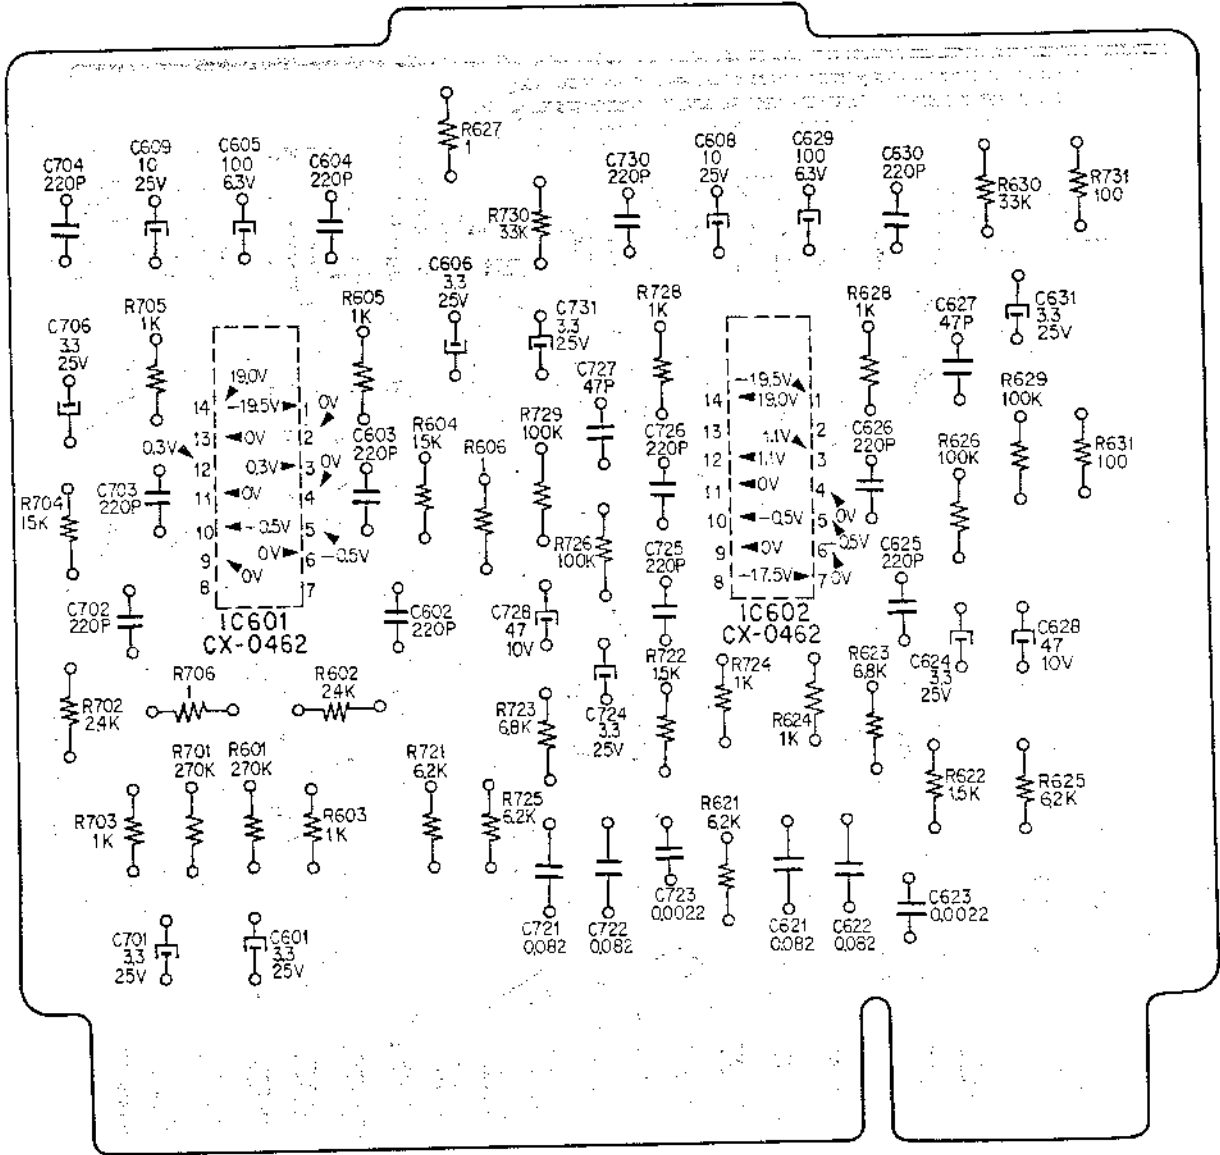 R627
1
C704
220P
C609
10
25V
C605
100
6.3V
C604
220P
R730
33K
C730
220P
C608
10
25V
C629
100
6.3V
C630
220P
R630
33K
R731
100
C706
3.3
25V
R705
1K
R605
1K
C606
3.3
25V
C731
3.3
25V
R728
1K
R628
1K
C627
47P
C631
3.3
25V
C727
47P
14
13
12
11
10
9
8
1
2
3
4
5
6
7
19.0V
-19.5V
0V
0V
0.3V
0.3V
0V
0V
-0.5V
-0.5V
0V
0V
IC601
CX-0462
C603
220P
R604
15K
R606
1
R729
100K
C726
220P
14
13
12
11
10
9
8
1
2
3
4
5
6
7
-19.5V
19.0V
1.1V
1.1V
0V
0V
-0.5V
-0.5V
0V
0V
-17.5V
IC602
CX-0462
C626
220P
R626
100K
R629
100K
R631
100
R704
15K
C703
220P
R726
100K
C725
220P
C625
220P
C702
220P
C602
220P
C728
47
10V
C624
3.3
25V
C628
47
10V
R702
2.4K
R706
1
R602
2.4K
R723
6.8K
C724
3.3
25V
R722
1.5K
R724
1K
R624
1K
R623
6.8K
R703
1K
R701
270K
R601
270K
R603
1K
R721
6.2K
R725
6.2K
R621
6.2K
R622
1.5K
R625
6.2K
C701
3.3
25V
C601
3.3
25V
C721
0.082
C722
0.082
C723
0.0022
C621
0.082
C622
0.082
C623
0.0022